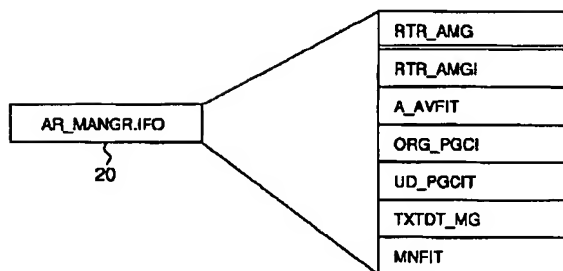 RTR_AMG
RTR_AMGI
A_AVFIT
AR_MANGR.IFO
ORG_PGCI
20
UD_PGCIT
TXTDT_MG
MNFIT